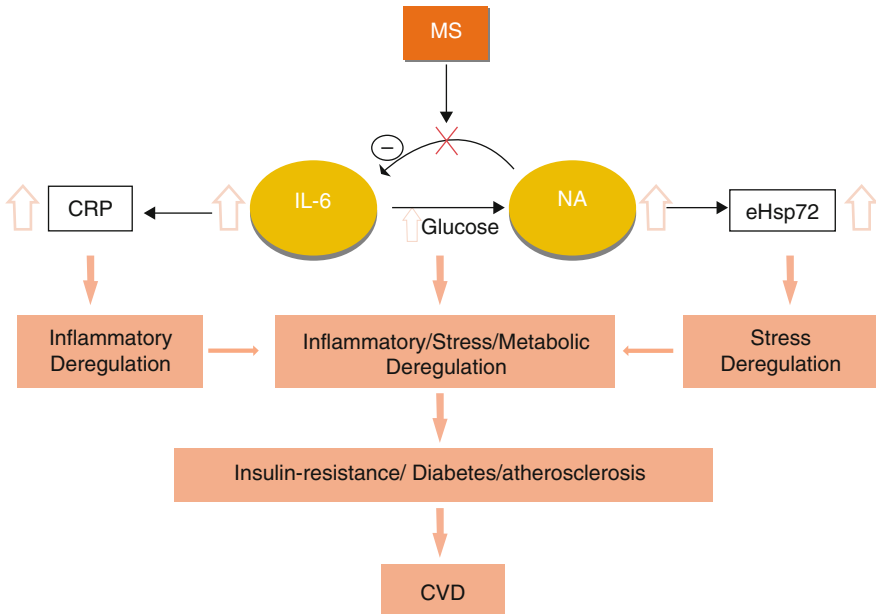 MS
−
IL-6
NA
CRP
eHsp72
Glucose
Inflammatory
Deregulation
Inflammatory/Stress/Metabolic
Deregulation
Stress
Deregulation
Insulin-resistance/ Diabetes/atherosclerosis
CVD